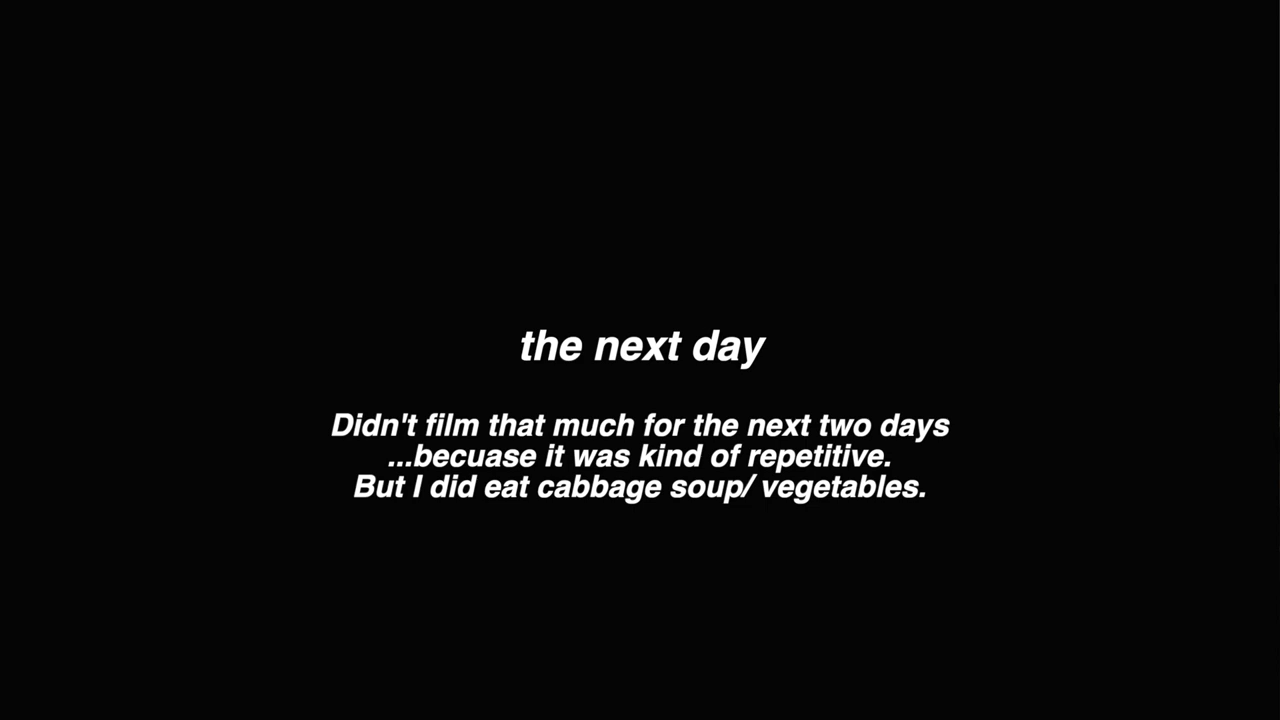 the next day
Didn't film that much for the next two days
...becuase it was kind of repetitive.
But I did eat cabbage soup/ vegetables.